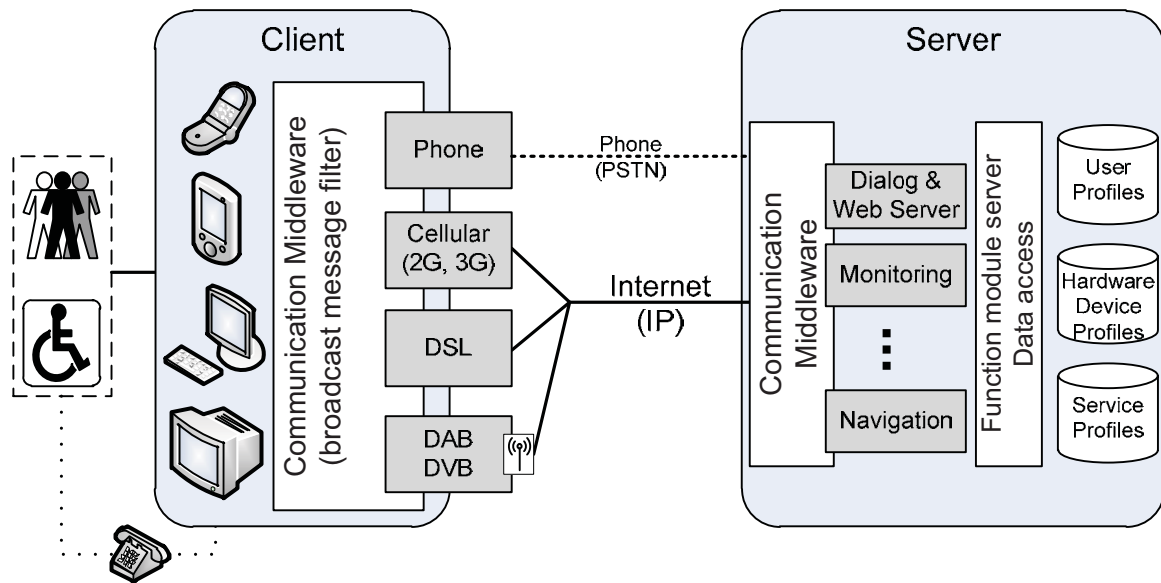 Client
Communication Middleware
(broadcast message filter)
Phone
Cellular
(2G, 3G)
DSL
DAB
DVB
Phone
(PSTN)
Internet
(IP)
Server
Communication
Middleware
Dialog &
Web Server
Monitoring
Navigation
Function module server
Data access
User
Profiles
Hardware
Device
Profiles
Service
Profiles